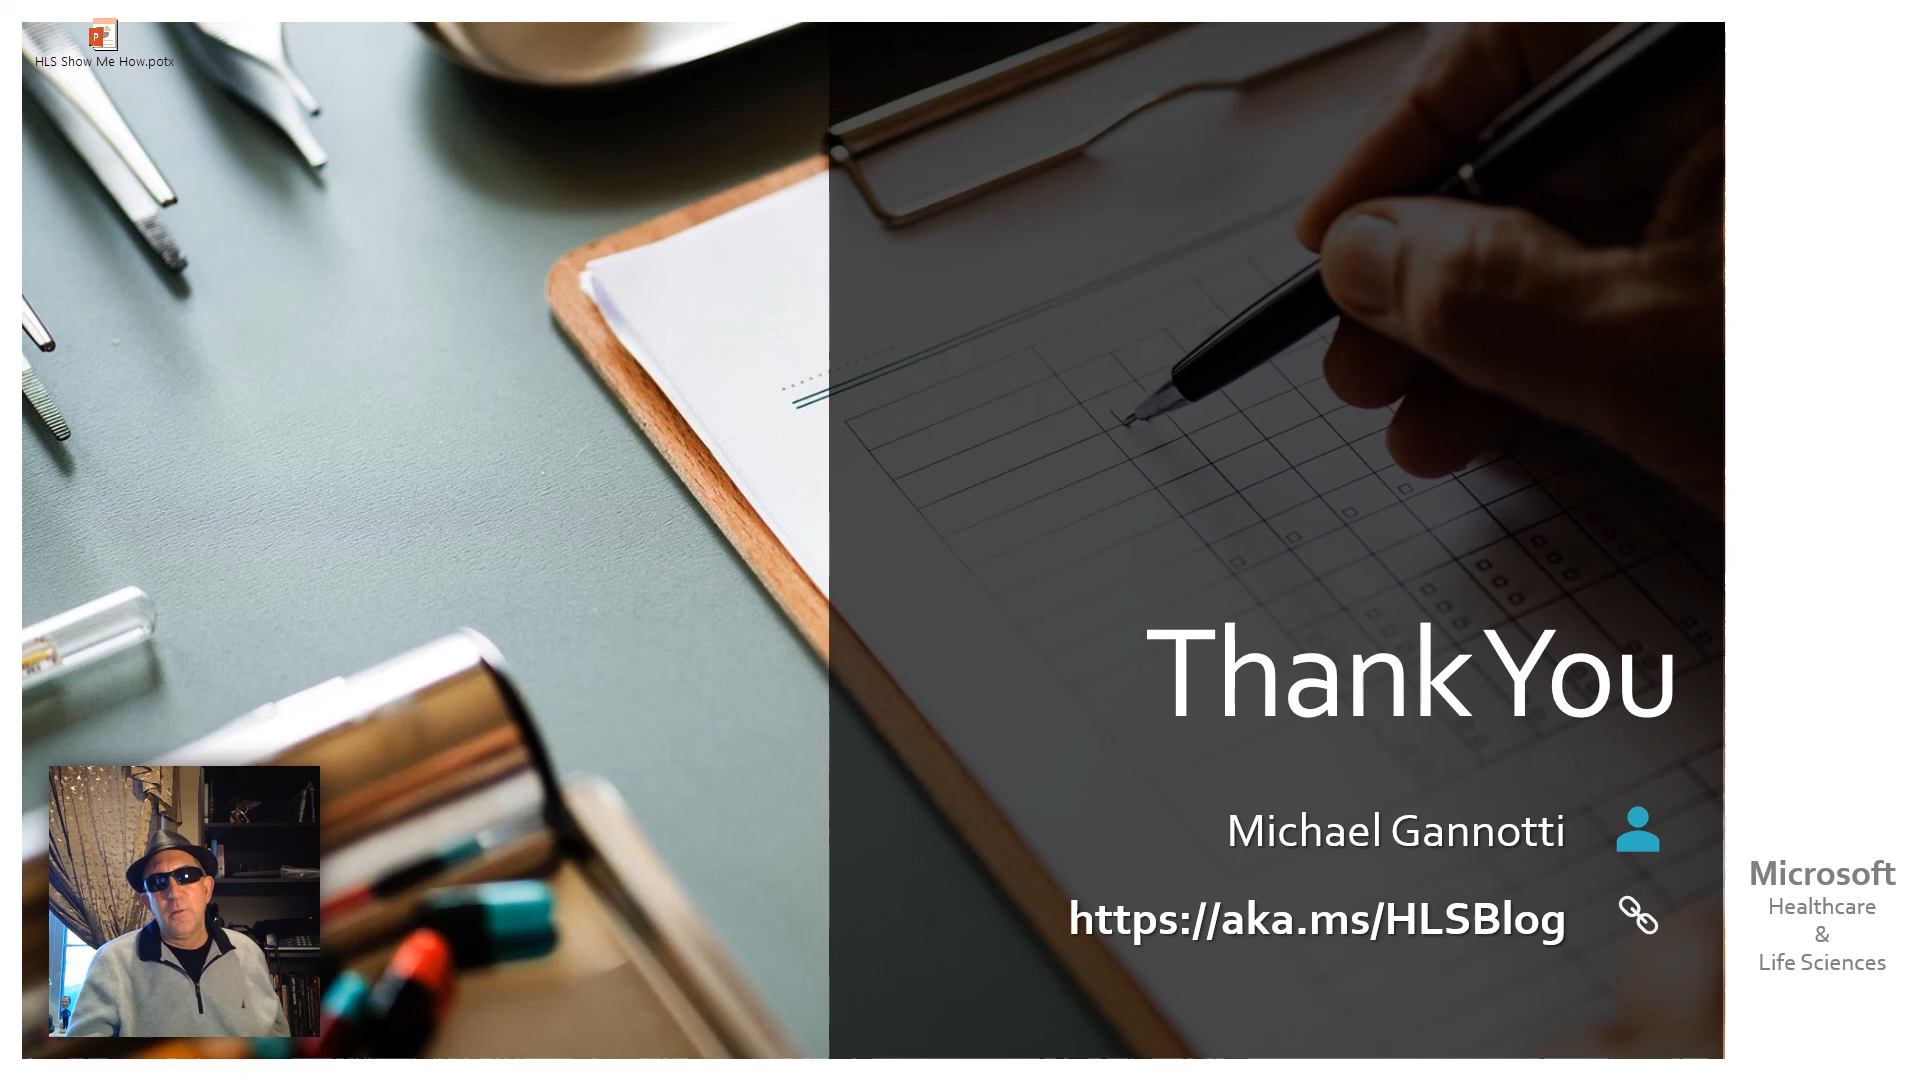 HLS Show Me How.potx
Thank You
Michael Gannotti
https://aka.ms/HLSBlog
Microsoft
Healthcare
&
Life Sciences